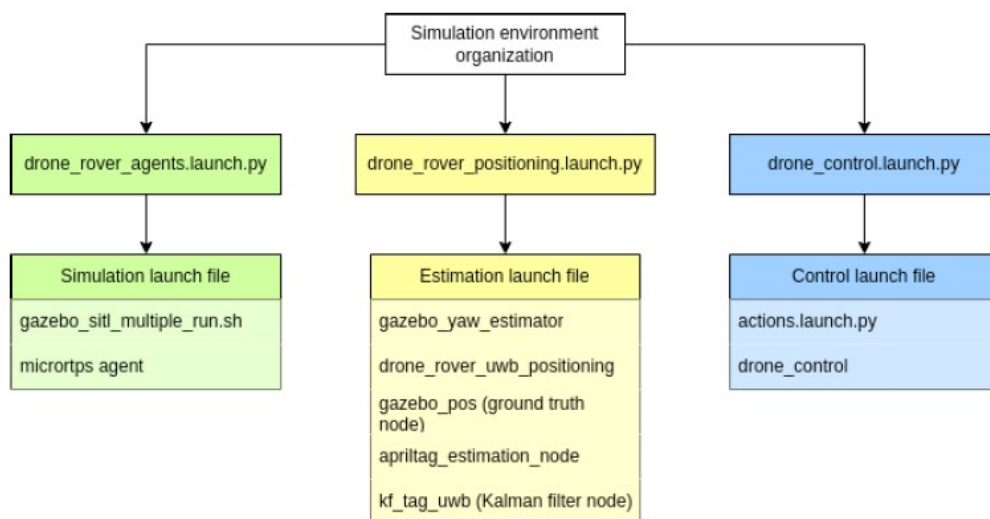 Simulation environment
organization
drone_rover_agents.launch.py
drone_rover_positioning.launch.py
drone_control.launch.py
Simulation launch file
gazebo_sitl_multiple_run.sh
micrortps agent
Estimation launch file
gazebo_yaw_estimator
drone_rover_uwb_positioning
gazebo_pos (ground truth
node)
apriltag_estimation_node
kf_tag_uwb (Kalman filter node)
Control launch file
actions.launch.py
drone_control